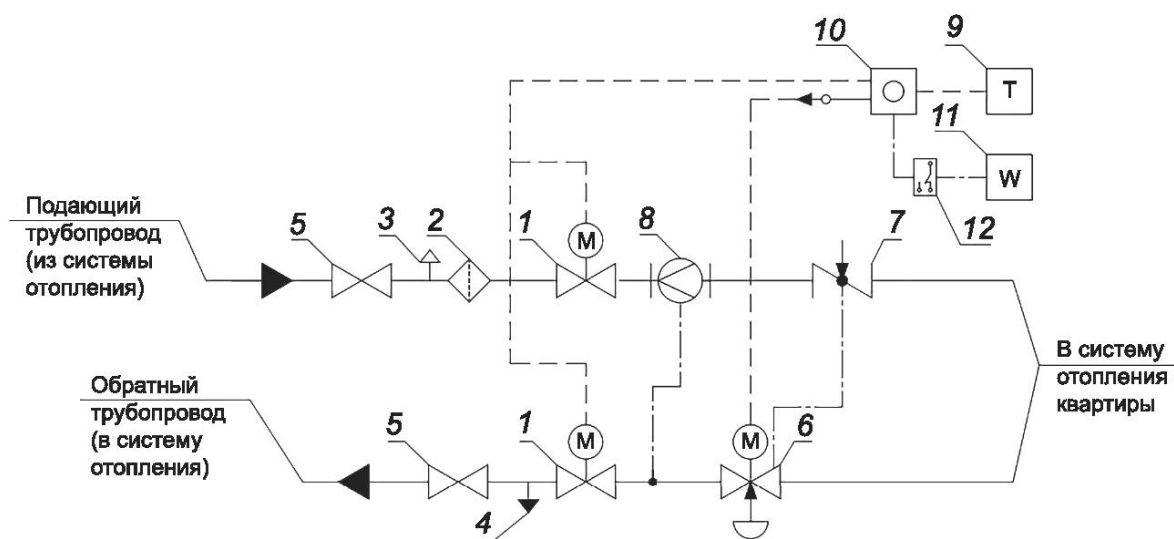 10
9
T
11
W
12
Подающий
трубопровод
(из системы
отопления)
5
3
2
1
M
8
7
В систему
отопления
квартиры
Обратный
трубопровод
(в систему
отопления)
5
4
1
M
M
6